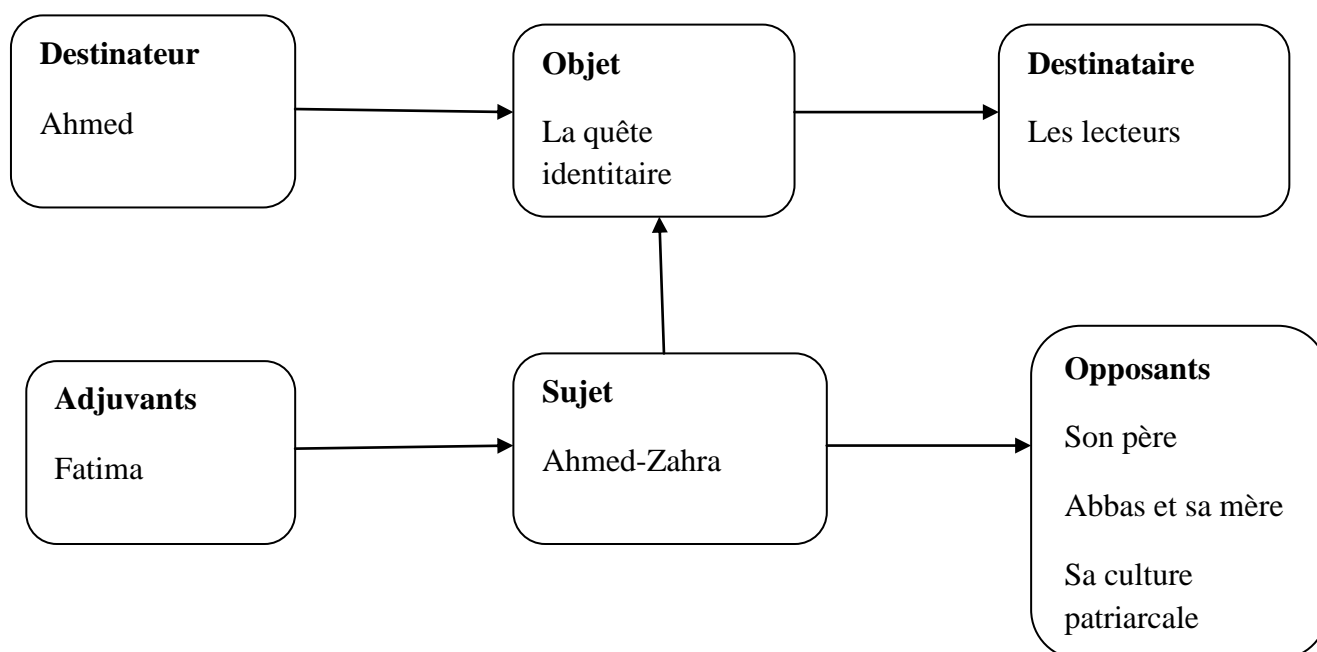 Destinateur
Ahmed
Objet
La quête
identitaire
Destinataire
Les lecteurs
Adjuvants
Fatima
Sujet
Ahmed-Zahra
Opposants
Son père
Abbas et sa mère
Sa culture
patriarcale